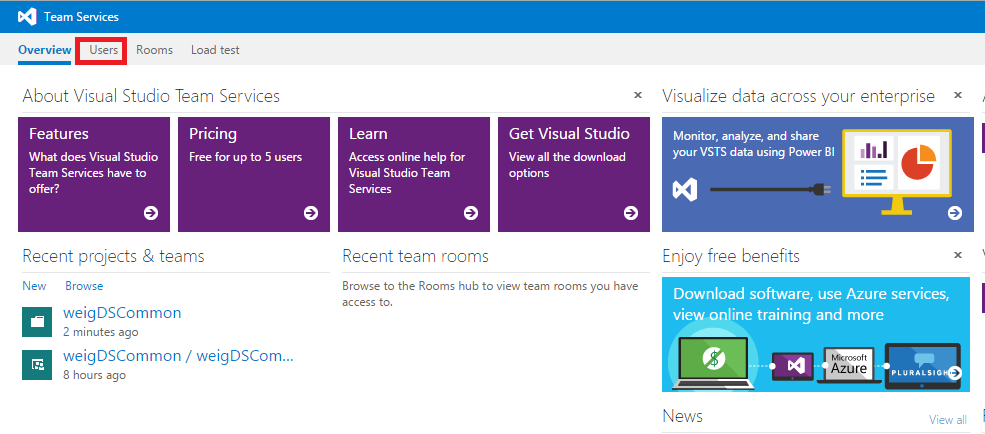 Team Services
Overview
Users
Rooms
Load test
About Visual Studio Team Services
Features
What does Visual Studio
Team Services have to
offer?
Pricing
Free for up to 5 users
Learn
Access online help for
Visual Studio Team
Services
Get Visual Studio
View all the download
options
Visualize data across your enterprise
Monitor, analyze, and share
your VSTS data using Power BI
Recent projects & teams
New
Browse
weigDSCommon
2 minutes ago
weigDSCommon / weigDSCom...
8 hours ago
Recent team rooms
Browse to the Rooms hub to view team rooms you have
access to.
Enjoy free benefits
Download software, use Azure services,
view online training and more
Microsoft
Azure
PLURALSIGH
News
View all